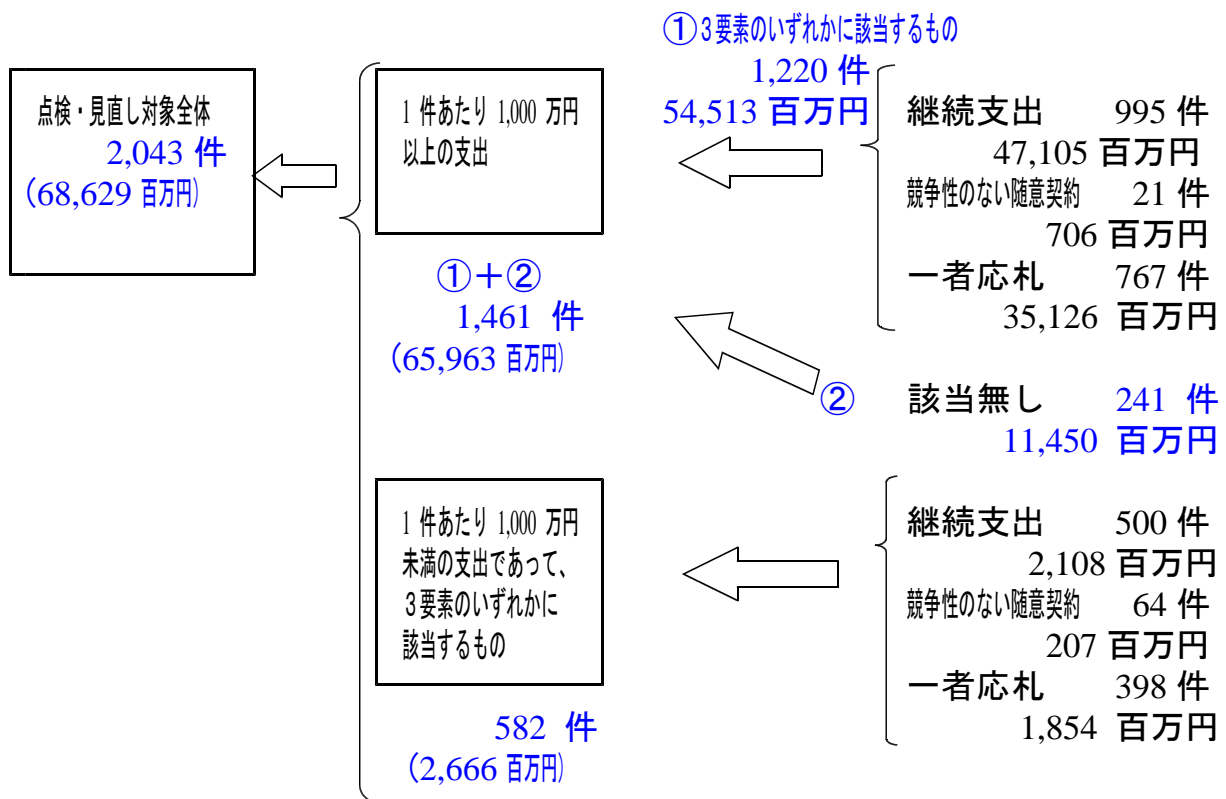 点検・見直し対象全体
2,043 件
(68,629 百万円)
1 件あたり 1,000 万円
以上の支出
①＋②
1,461 件
(65,963 百万円)
①3要素のいずれかに該当するもの
1,220 件
54,513 百万円
継続支出 995 件
47,105 百万円
競争性のない随意契約 21 件
706 百万円
一者応札 767 件
35,126 百万円
②
該当無し 241 件
11,450 百万円
1 件あたり 1,000 万円
未満の支出であって、
3要素のいずれかに
該当するもの
582 件
(2,666 百万円)
継続支出 500 件
2,108 百万円
競争性のない随意契約 64 件
207 百万円
一者応札 398 件
1,854 百万円